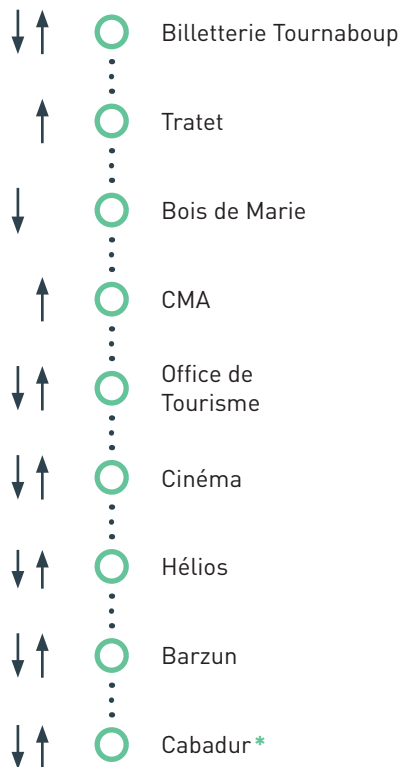 Billetterie Tournaboup
Tratet
Bois de Marie
CMA
Office de
Tourisme
Cinéma
Hélios
Barzun
Cabadur*